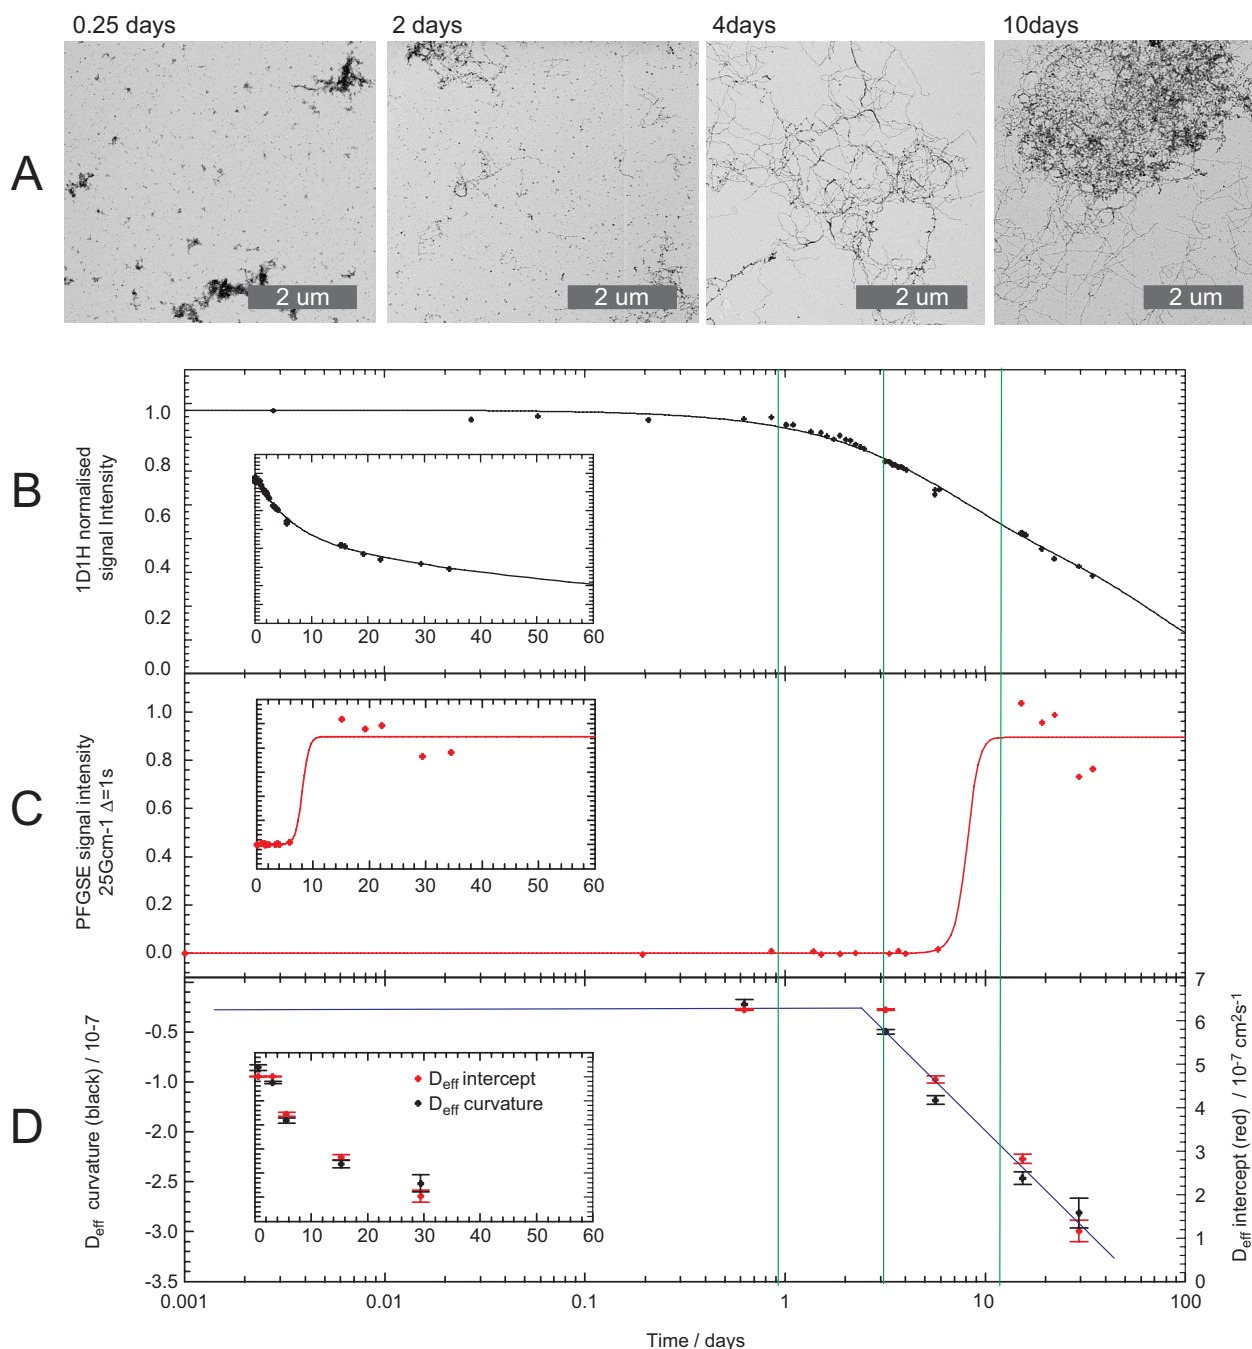 0.25 days
2 days
4days
10days
A
2 um
2 um
2 um
2 um
B
1D1H normalised
signal Intensity
1.0
0.8
0.6
0.4
0.2
0.0
0 10 20 30 40 50 60
C
PFGSE signal intensity
25Gcm-1 Δ=1s
1.0
0.8
0.6
0.4
0.2
0.0
0 10 20 30 40 50 60
D
Deff curvature (black) / 10-7
-0.5
-1.0
-2.0
-2.5
-3.0
-3.5
Deff intercept
Deff curvature
0 10 20 30 40 50 60
7
6
5
4
3
2
1
0
Deff intercept (red) / 10-7 cm2s-1
0.001 0.01 0.1 1 10 100
Time / days